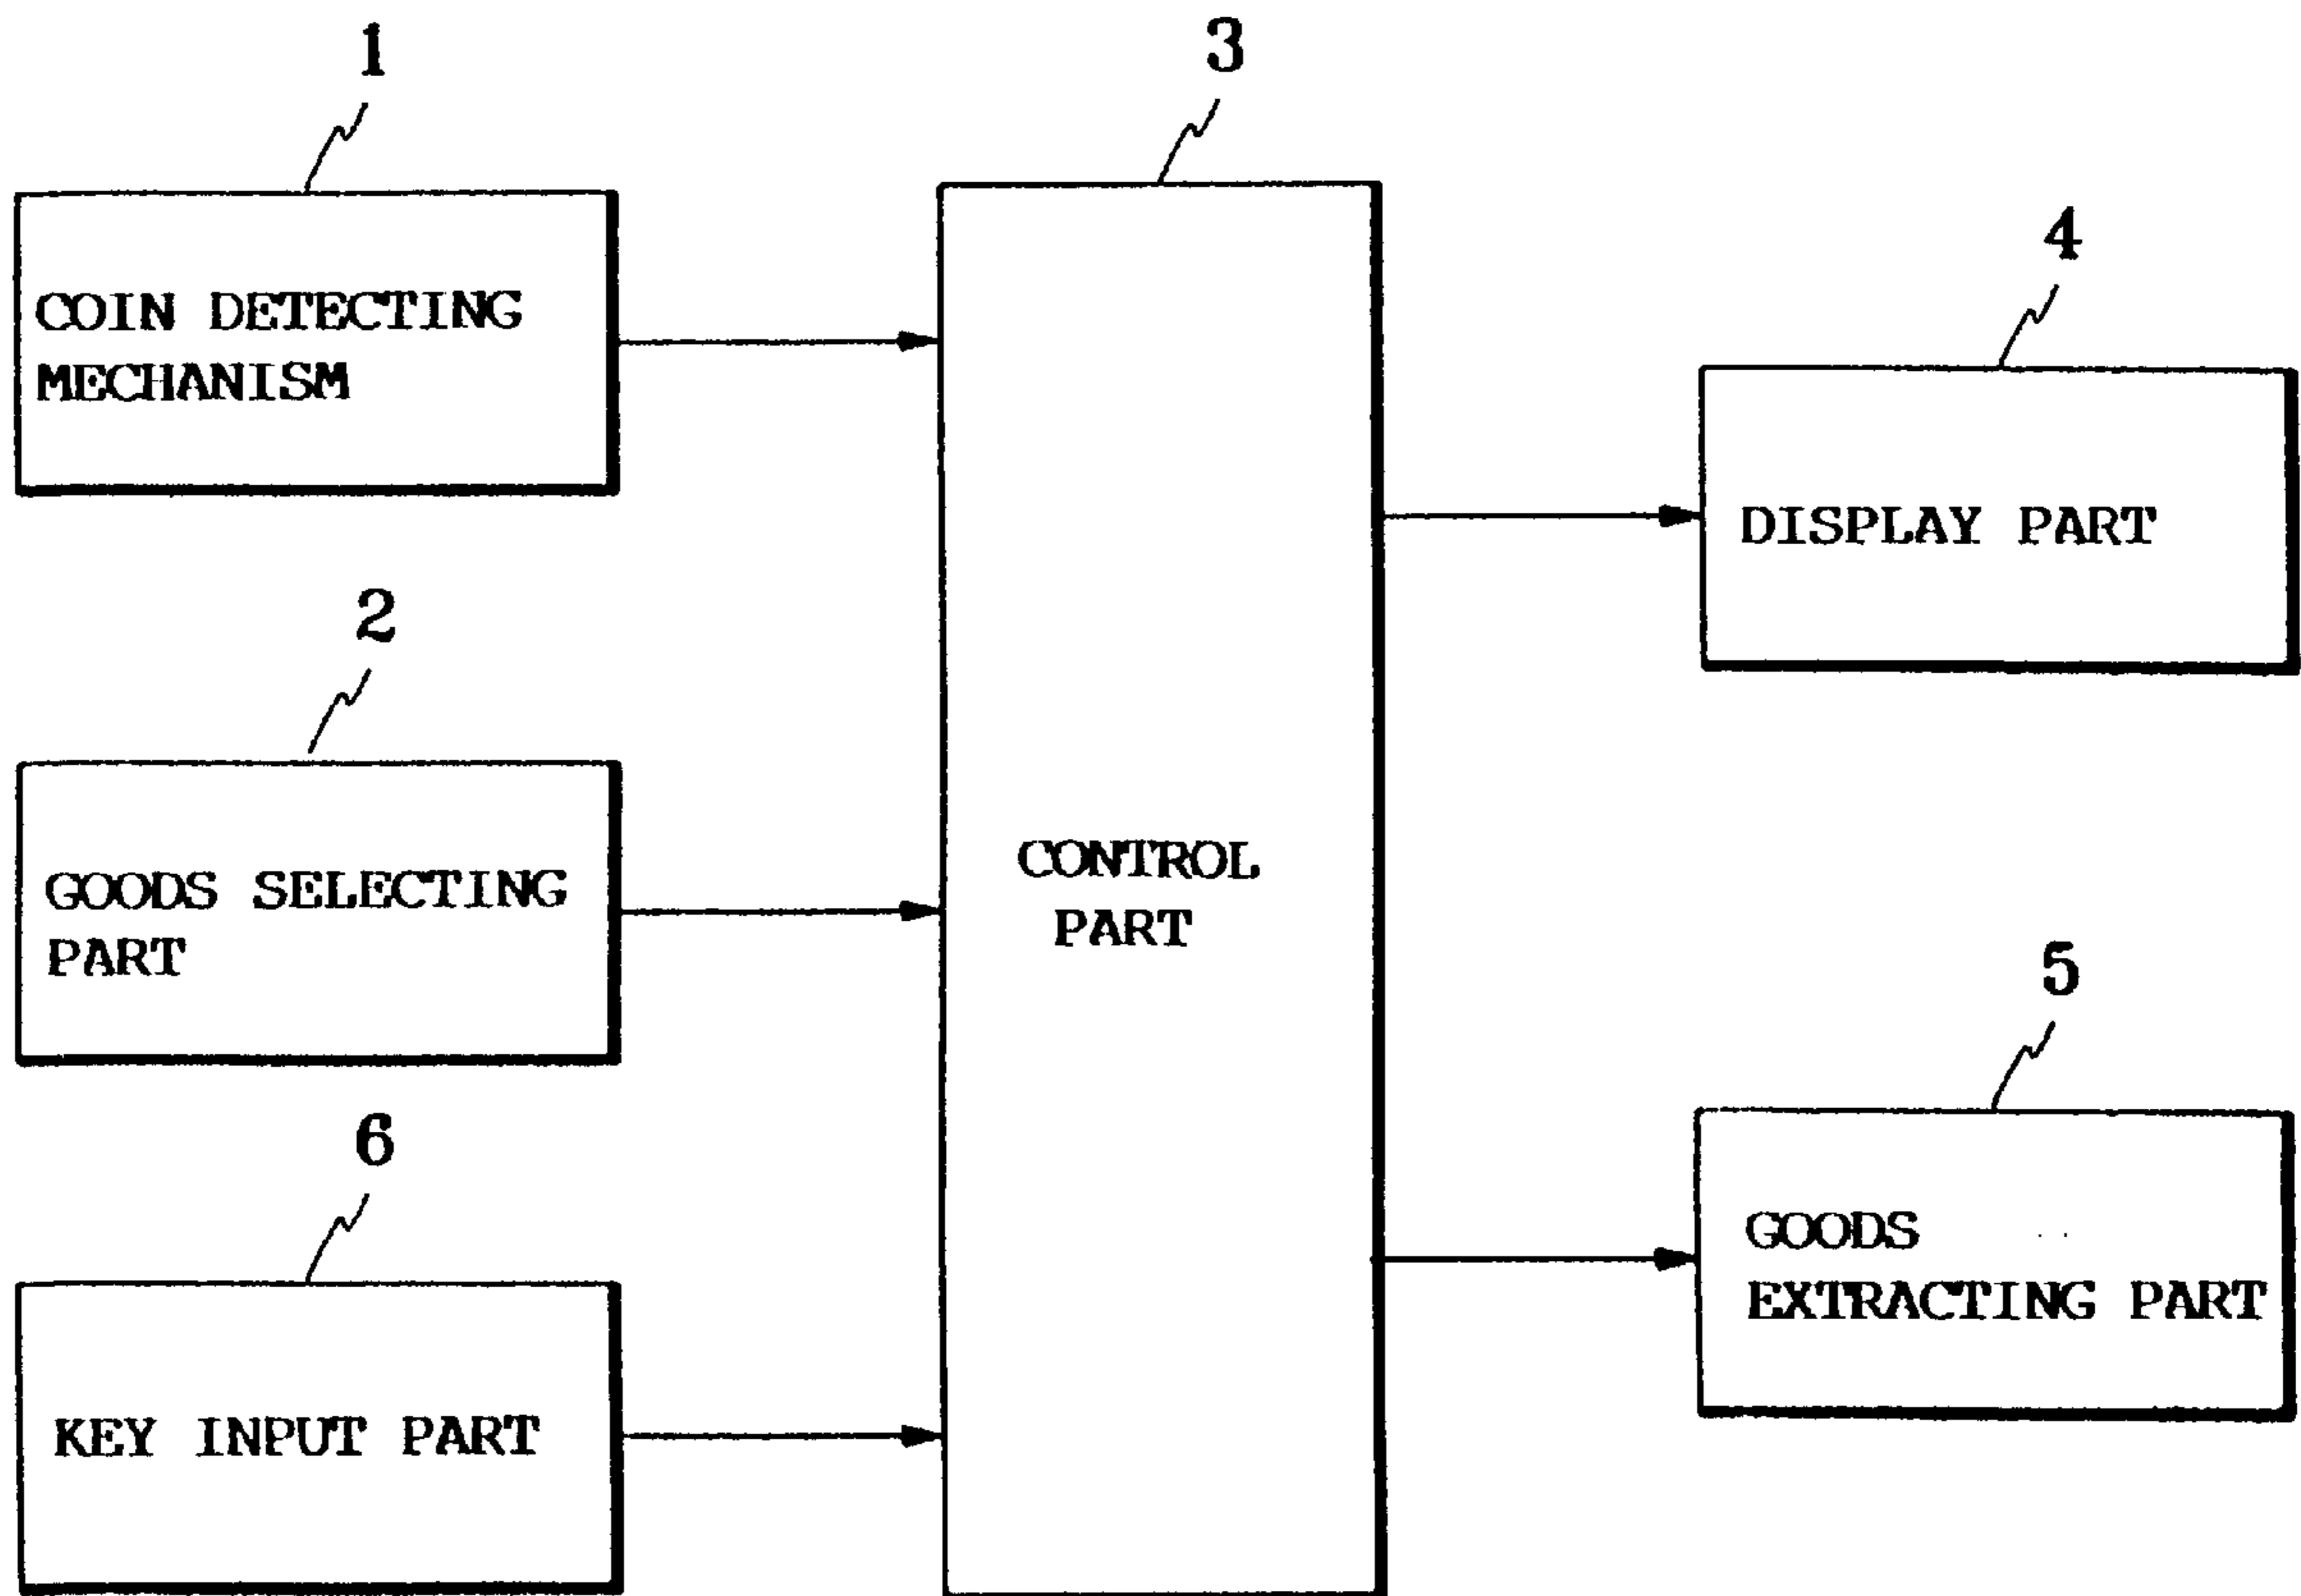 1
COIN DETECTING
MECHANISM
2
GOODS SELECTING
PART
6
KEY INPUT PART
3
CONTROL
PART
4
DISPLAY PART
5
GOODS
EXTRACTING PART